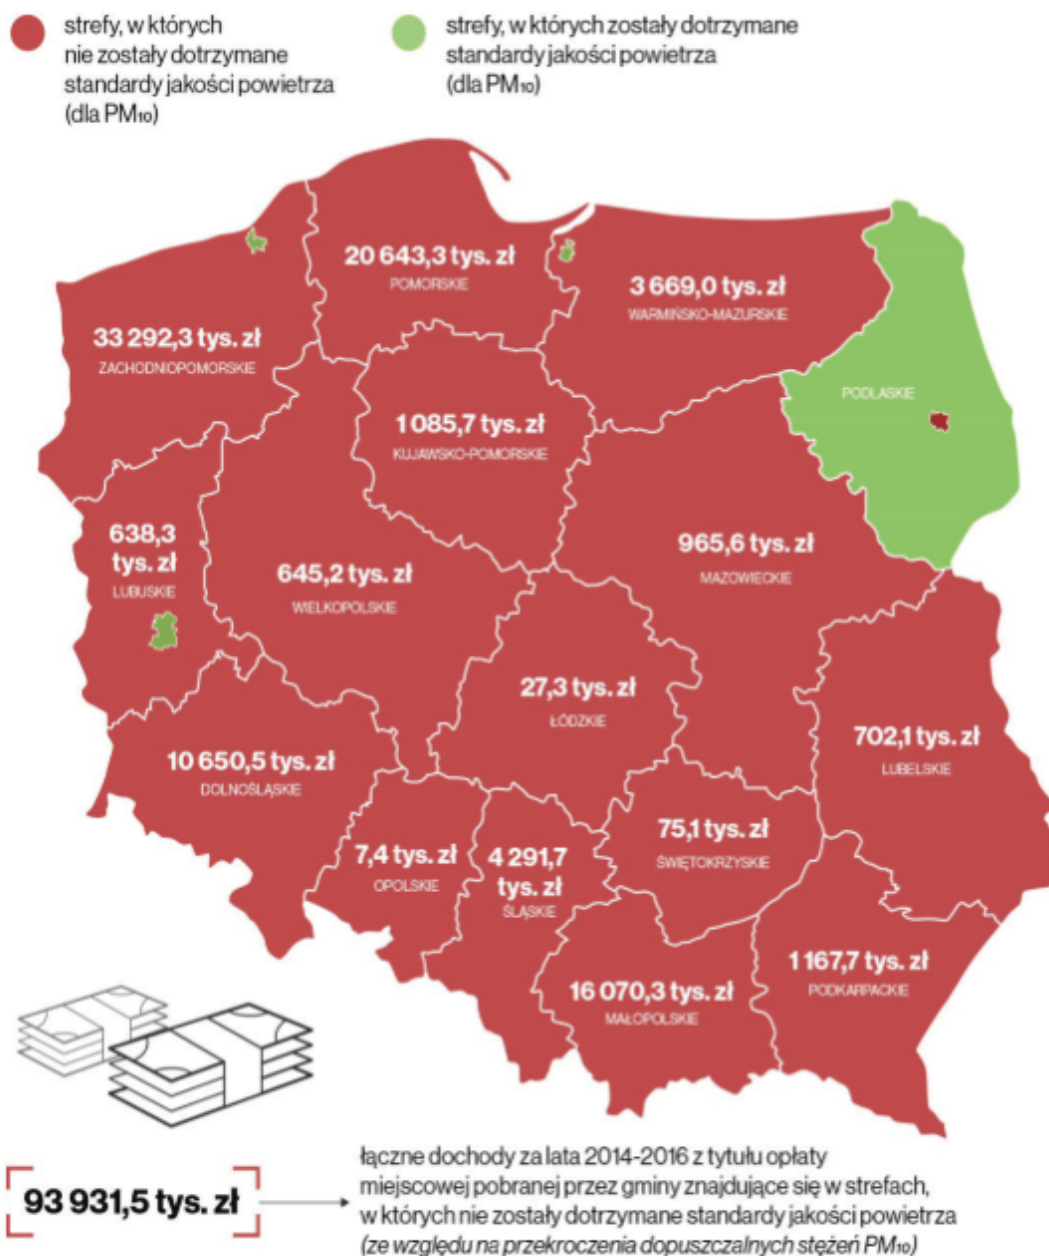 strefy, w których
nie zostały dotrzymane
standardy jakości powietrza
(dla PM₁₀)
strefy, w których zostały dotrzymane
standardy jakości powietrza
(dla PM₁₀)
20 643,3 tys. zł
POMORSKIE
3 669,0 tys. zł
WARMIŃSKO-MAZURSKIE
33 292,3 tys. zł
ZACHODNIOPOMORSKIE
PODLASKIE
1 085,7 tys. zł
KUJAWSKO-POMORSKIE
638,3
tys. zł
LUBUSKIE
645,2 tys. zł
WIELKOPOLSKIE
965,6 tys. zł
MAZOWIECKIE
27,3 tys. zł
ŁÓDZKIE
702,1 tys. zł
LUBELSKIE
10 650,5 tys. zł
DOLNOŚLĄSKIE
7,4 tys. zł
OPOLSKIE
4 291,7
tys. zł
ŚLĄSKIE
75,1 tys. zł
ŚWIĘTOKRZYSKIE
16 070,3 tys. zł
MAŁOPOLSKIE
1 167,7 tys. zł
PODKARPACKIE
93 931,5 tys. zł
łączne dochody za lata 2014-2016 z tytułu opłaty
miejscowej pobranej przez gminy znajdujące się w strefach,
w których nie zostały dotrzymane standardy jakości powietrza
(ze względu na przekroczenia dopuszczalnych stężeń PM₁₀)